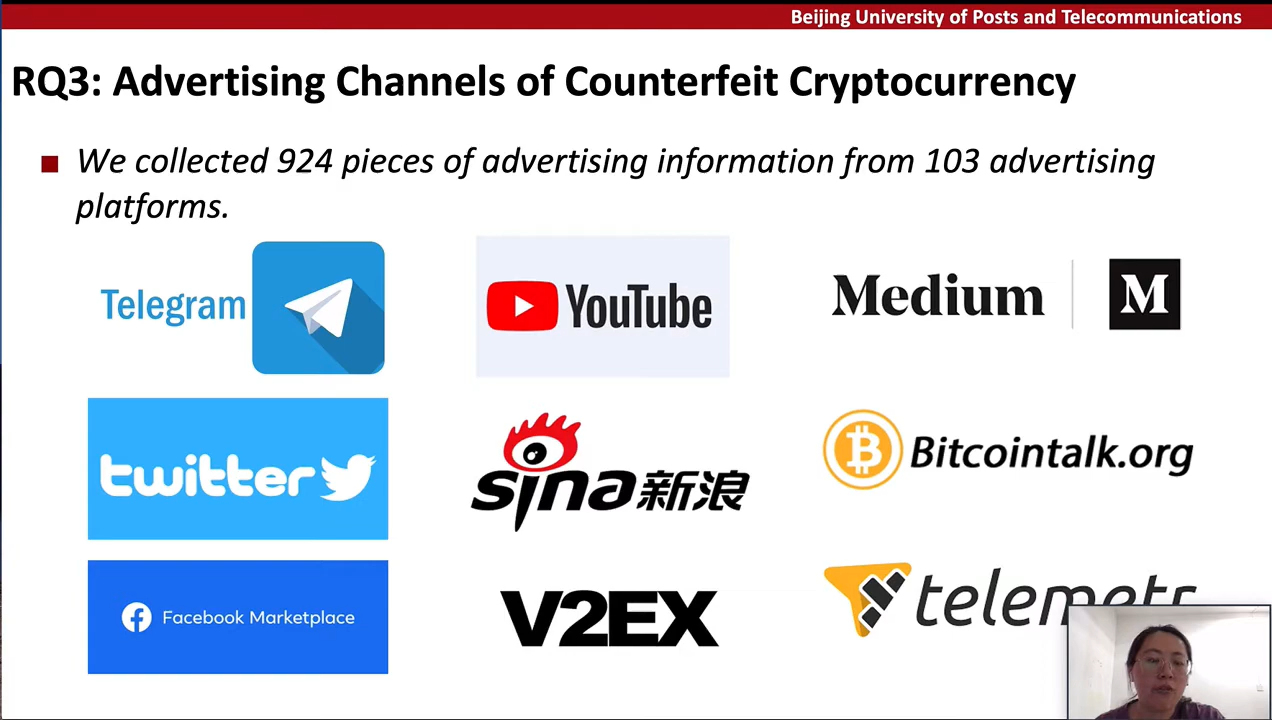 Beijing University of Posts and Telecommunications
RQ3: Advertising Channels of Counterfeit Cryptocurrency
We collected 924 pieces of advertising information from 103 advertising
platforms.
Telegram
YouTube
Medium
M
twitter
sina新浪
Bitcointalk.org
Facebook Marketplace
V2EX
telemetr